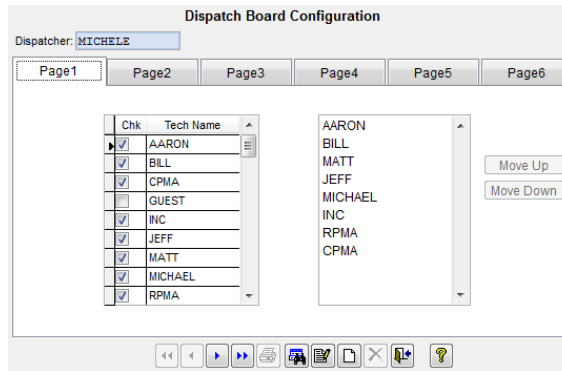 Dispatch Board Configuration
Dispatcher: MICHELE
Page1 Page2 Page3 Page4 Page5 Page6
Chk Tech Name
AARON
BILL
CPMA
GUEST
INC
JEFF
MATT
MICHAEL
RPMA
AARON
BILL
MATT
JEFF
MICHAEL
INC
RPMA
CPMA
Move Up
Move Down